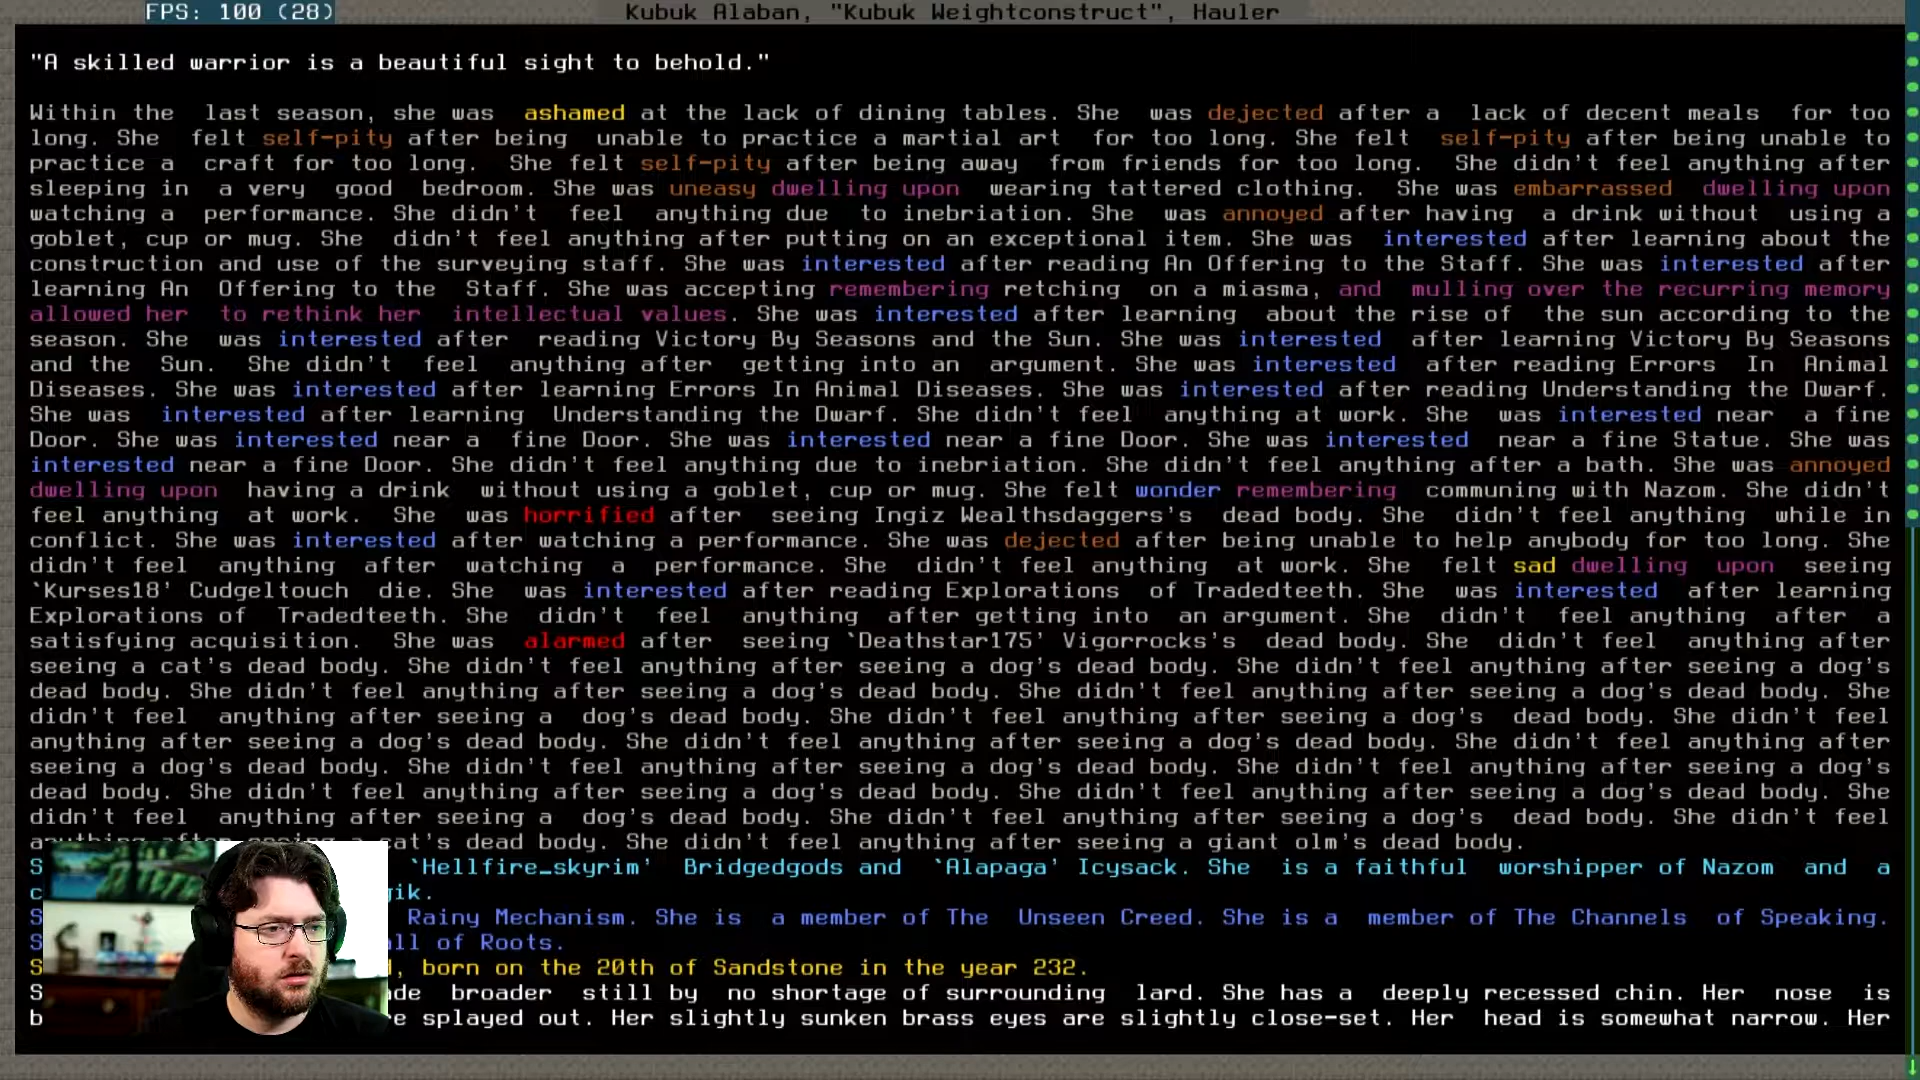 FPS: 100 (28)
Kubuk Alaban, "Kubuk Weightconstruct", Hauler
"A skilled warrior is a beautiful sight to behold."
Within the last season, she was ashamed at the lack of dining tables. She was dejected after a lack of decent meals for too
long. She felt self-pity after being unable to practice a martial art for too long. She felt self-pity after being unable to
practice a craft for too long. She felt self-pity after being away from friends for too long. She didn't feel anything after
sleeping in a very good bedroom. She was uneasy dwelling upon wearing tattered clothing. She was embarrassed dwelling upon
watching a performance. She didn't feel anything due to inebriation. She was annoyed after having a drink without using a
goblet, cup or mug. She didn't feel anything after putting on an exceptional item. She was interested after learning about the
construction and use of the surveying staff. She was interested after reading An Offering to the Staff. She was interested after
learning An Offering to the Staff. She was accepting remembering retching on a miasma, and mulling over the recurring memory
allowed her to rethink her intellectual values. She was interested after learning about the rise of the sun according to the
season. She was interested after reading Victory By Seasons and the Sun. She was interested after learning Victory By Seasons
and the Sun. She didn't feel anything after getting into an argument. She was interested after reading Errors In Animal
Diseases. She was interested after learning Errors In Animal Diseases. She was interested after reading Understanding the Dwarf.
She was interested after learning Understanding the Dwarf. She didn't feel anything at work. She was interested near a fine
Door. She was interested near a fine Door. She was interested near a fine Door. She was interested near a fine Statue. She was
interested near a fine Door. She didn't feel anything due to inebriation. She didn't feel anything after a bath. She was annoyed
dwelling upon having a drink without using a goblet, cup or mug. She felt wonder remembering communing with Nazom. She didn't
feel anything at work. She was horrified after seeing Ingiz Wealthsdaggers's dead body. She didn't feel anything while in
conflict. She was interested after watching a performance. She was dejected after being unable to help anybody for too long. She
didn't feel anything after watching a performance. She didn't feel anything at work. She felt sad dwelling upon seeing
`Kurses18' Cudgeltouch die. She was interested after reading Explorations of Tradedteeth. She was interested after learning
Explorations of Tradedteeth. She didn't feel anything after getting into an argument. She didn't feel anything after a
satisfying acquisition. She was alarmed after seeing `Deathstar175' Vigorrocks's dead body. She didn't feel anything after
seeing a cat's dead body. She didn't feel anything after seeing a dog's dead body. She didn't feel anything after seeing a dog's
dead body. She didn't feel anything after seeing a dog's dead body. She didn't feel anything after seeing a dog's dead body. She
didn't feel anything after seeing a dog's dead body. She didn't feel anything after seeing a dog's dead body. She didn't feel
anything after seeing a dog's dead body. She didn't feel anything after seeing a dog's dead body. She didn't feel anything after
seeing a dog's dead body. She didn't feel anything after seeing a dog's dead body. She didn't feel anything after seeing a dog's
dead body. She didn't feel anything after seeing a dog's dead body. She didn't feel anything after seeing a dog's dead body. She
didn't feel anything after seeing a dog's dead body. She didn't feel anything after seeing a dog's dead body. She didn't feel
anything after seeing a cat's dead body. She didn't feel anything after seeing a giant olm's dead body.
`Hellfire_skyrim' Bridgedgods and `Alapaga' Icysack. She is a faithful worshipper of Nazom and a
Rainy Mechanism. She is a member of The Unseen Creed. She is a member of The Channels of Speaking.
of Roots.
born on the 20th of Sandstone in the year 232.
broader still by no shortage of surrounding lard. She has a deeply recessed chin. Her nose is
splayed out. Her slightly sunken brass eyes are slightly close-set. Her head is somewhat narrow. Her